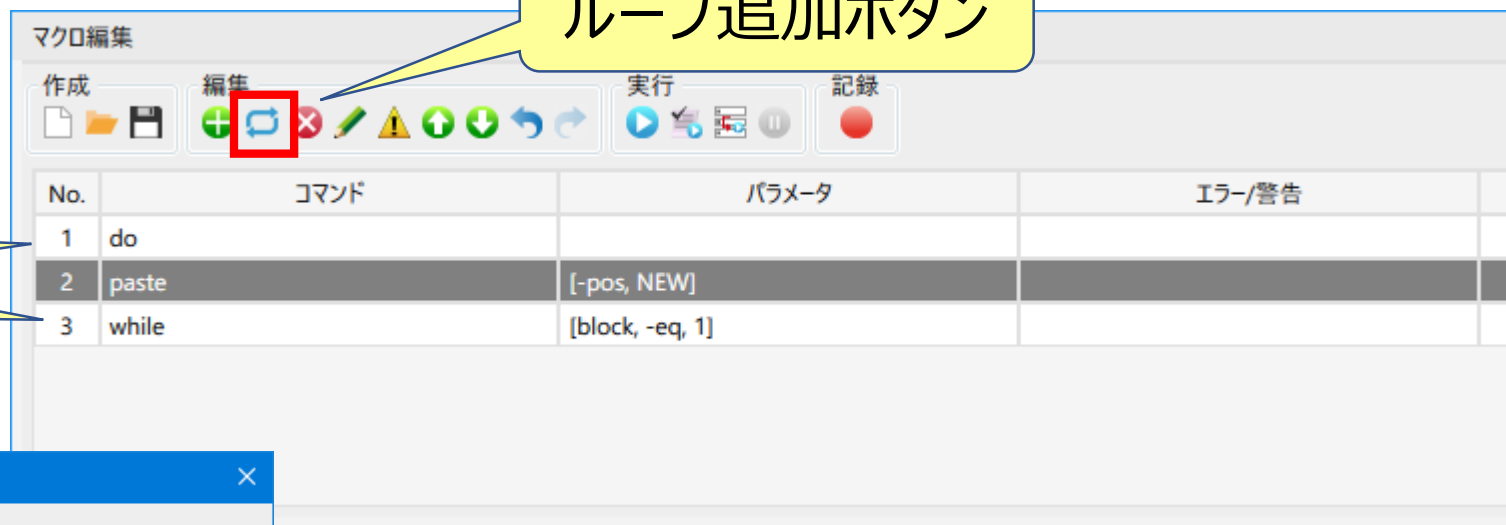 ループ追加ボタン
マクロ編集
作成 編集 実行 記録
No. コマンド パラメータ エラー/警告
1 do
2 paste [-pos, NEW]
3 while [block, -eq, 1]